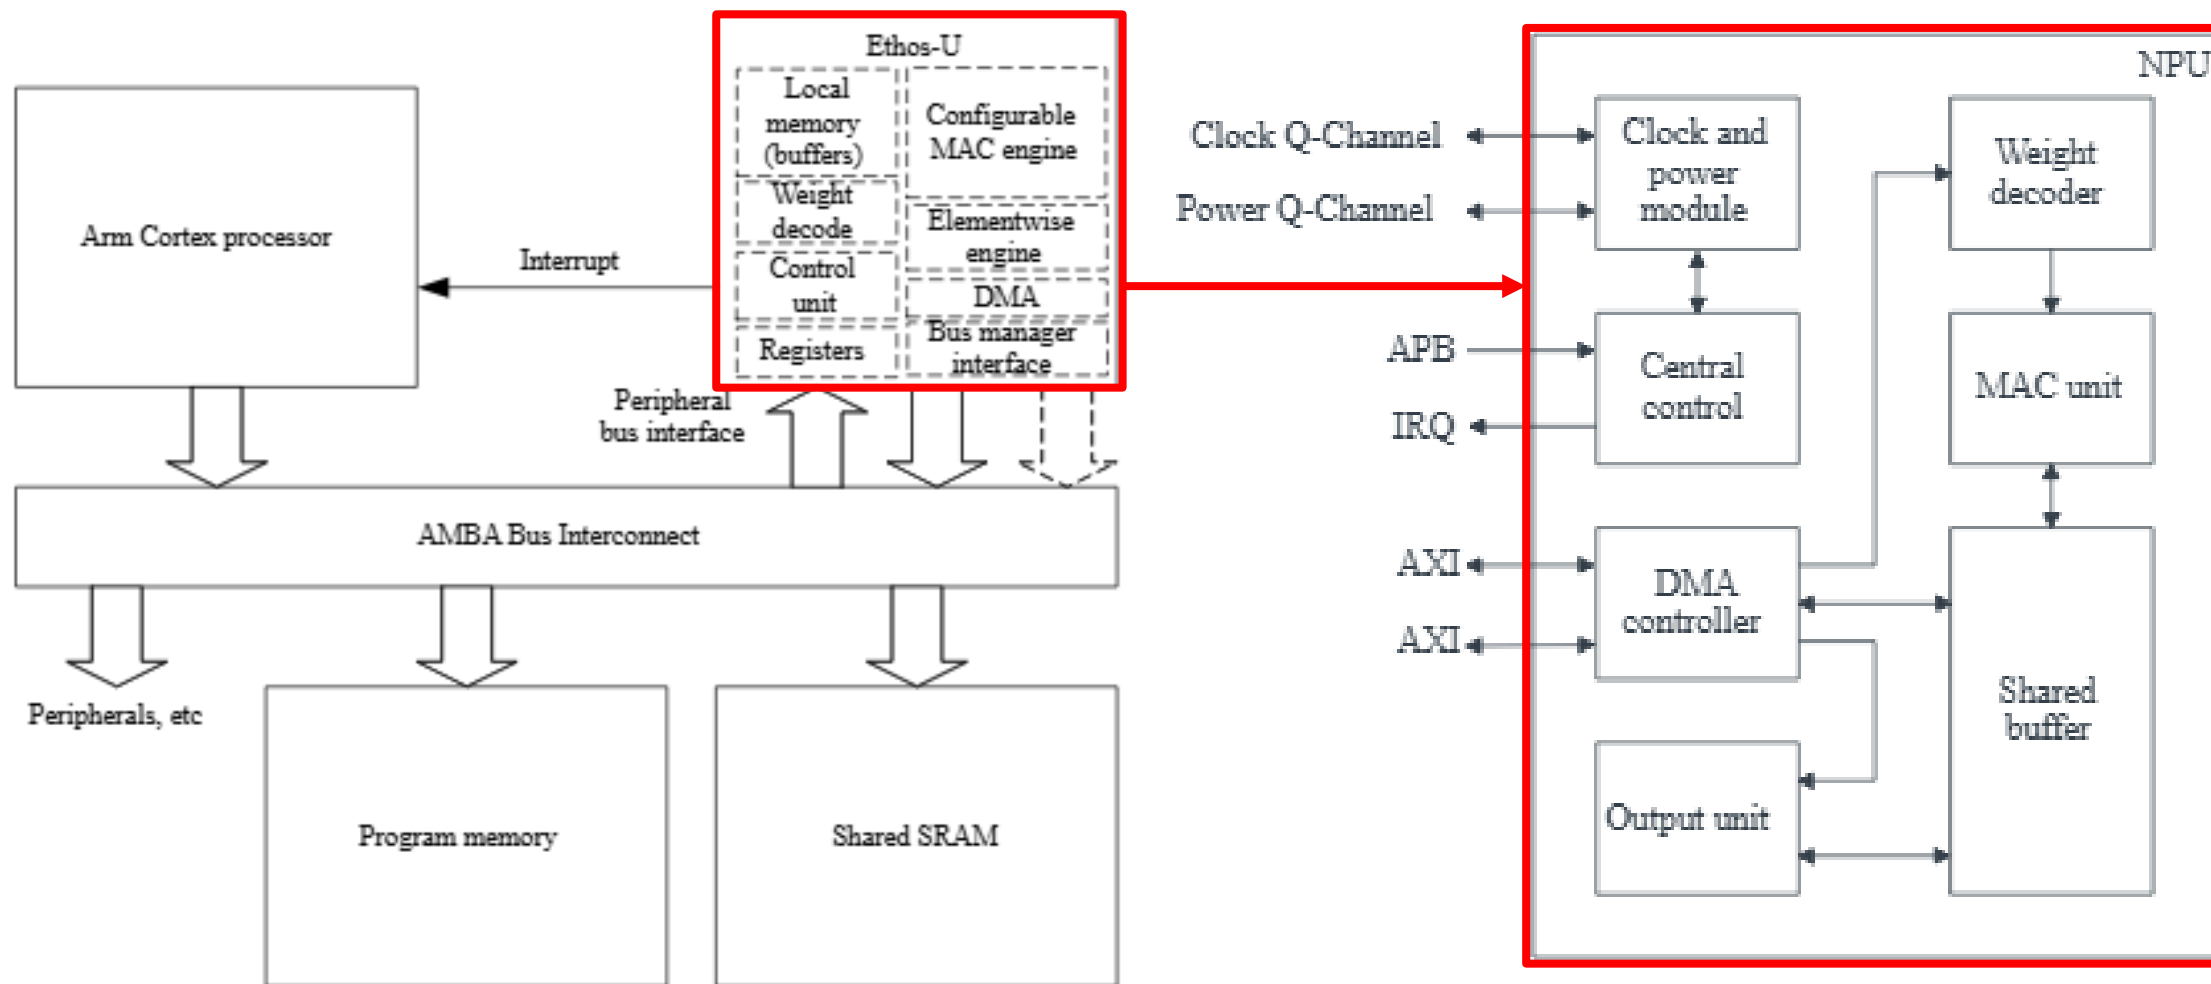 Ethos-U
Local
memory
(buffers)
Configurable
MAC engine
Weight
decode
Elementwise
engine
Control
unit
DMA
Registers
Bus manager
interface
Arm Cortex processor
Interrupt
Peripheral
bus interface
AMBA Bus Interconnect
Peripherals, etc
Program memory
Shared SRAM
NPU
Clock Q-Channel
Power Q-Channel
Clock and
power
module
Weight
decoder
APB
IRQ
Central
control
MAC unit
AXI
AXI
DMA
controller
Shared
buffer
Output unit